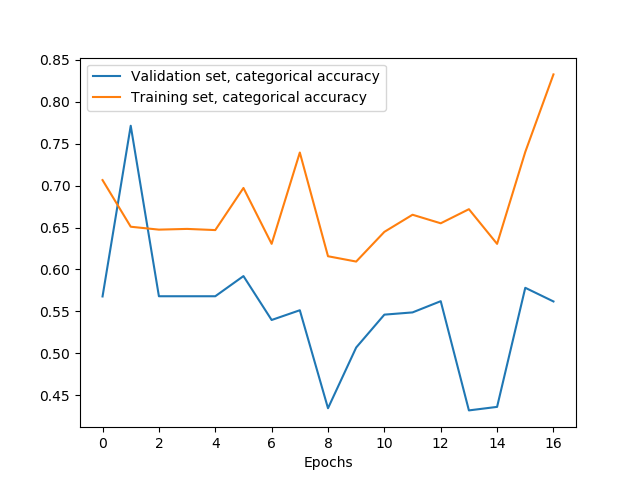 0.85
0.80
0.75
0.70
0.65
0.60
0.55
0.50
0.45
Validation set, categorical accuracy
Training set, categorical accuracy
0 2 4 6 8 10 12 14 16
Epochs